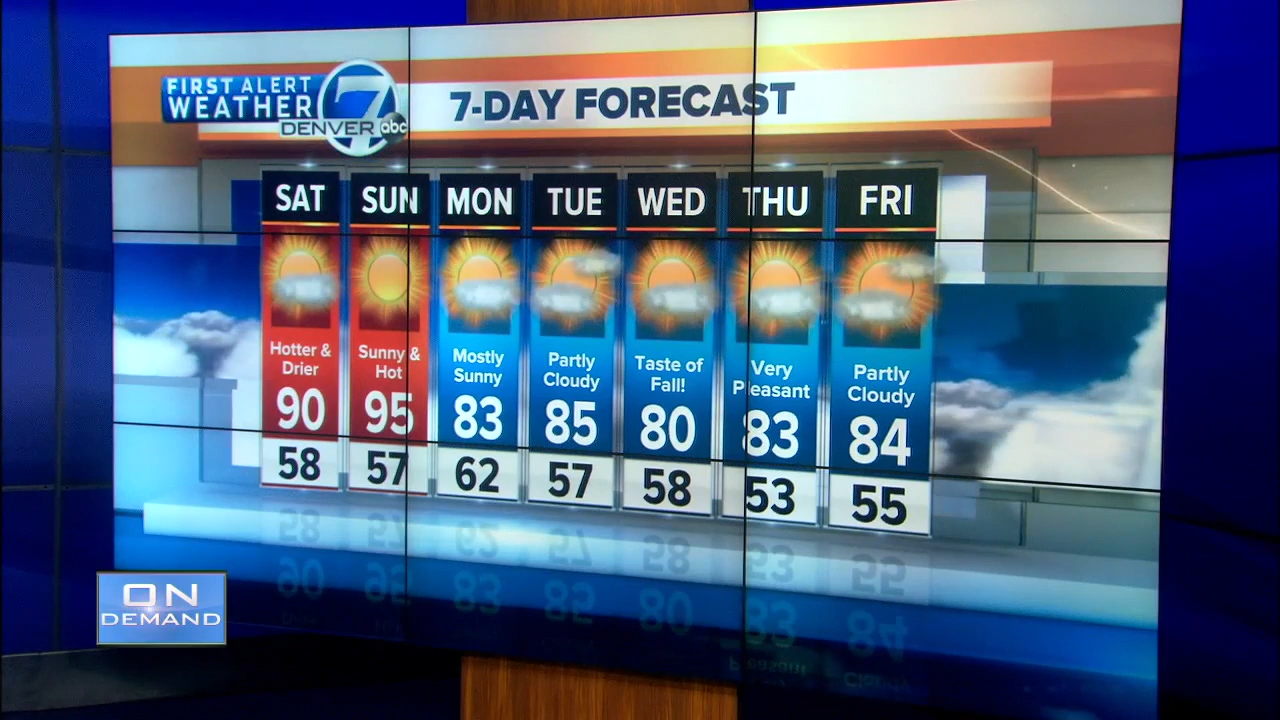 FIRST ALERT
WEATHER 7
DENVER abc
7-DAY FORECAST
SAT SUN MON TUE WED THU FRI
Hotter & Drier
Sunny & Hot
Mostly Sunny
Partly Cloudy
Taste of Fall!
Very Pleasant
Partly Cloudy
90 95 83 85 80 83 84
58 57 62 57 58 53 55
ON
DEMAND